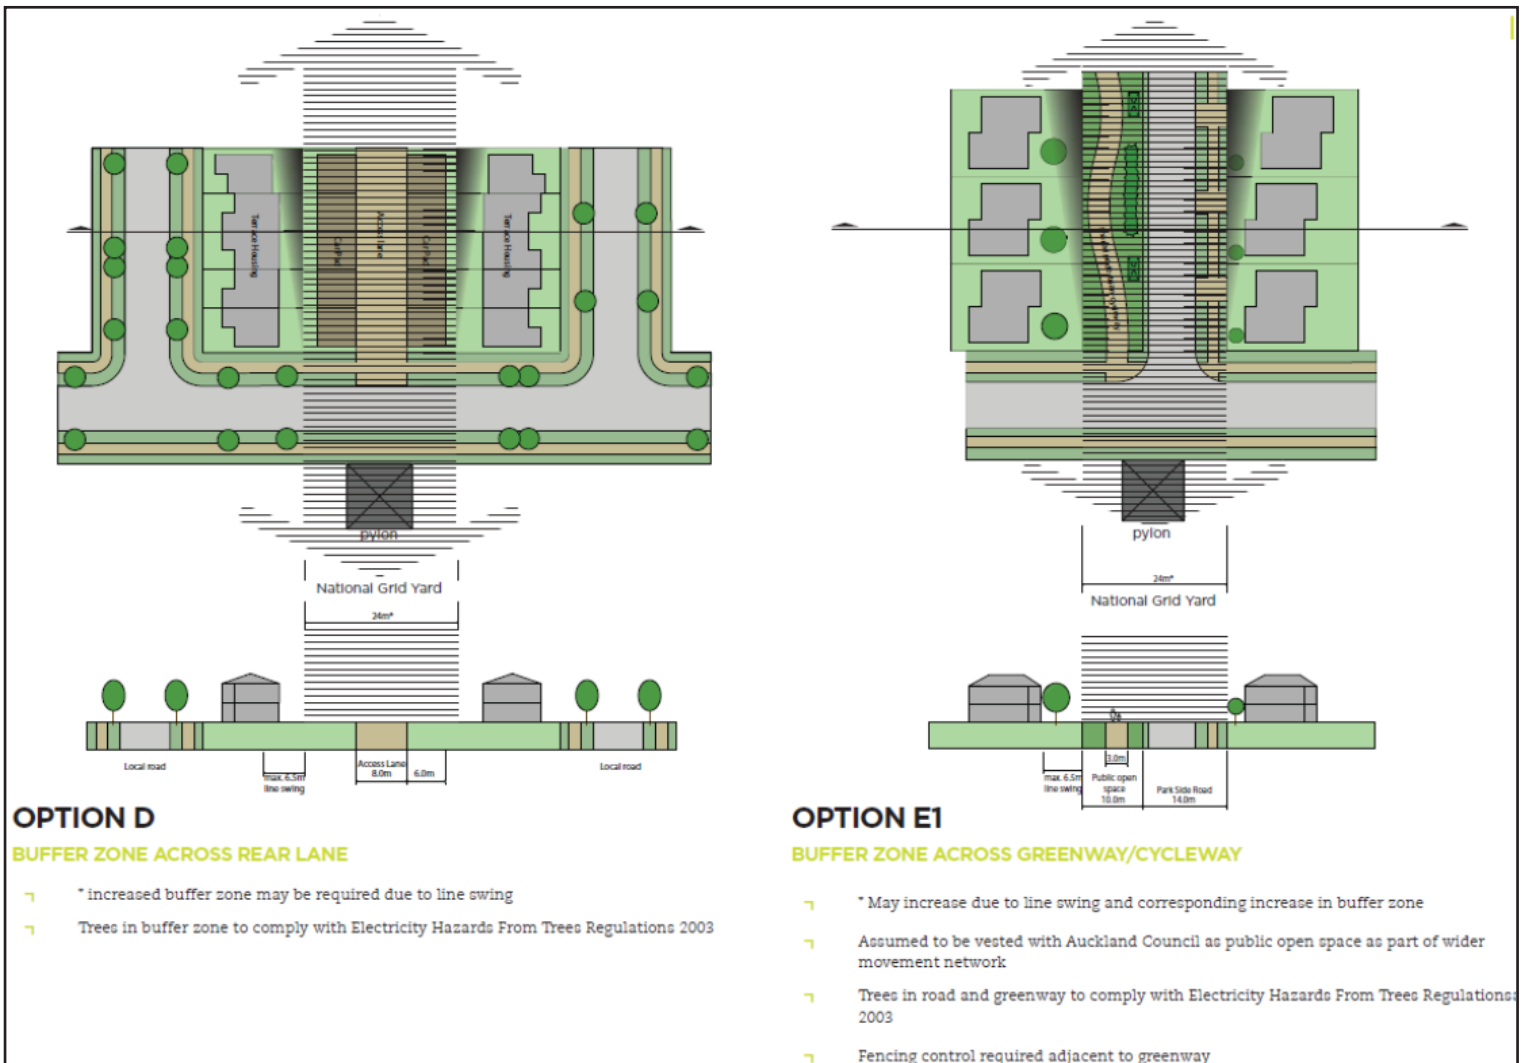 Terrace Housing
Car Pad
Access lane
Car Pad
Terrace Housing
pylon
National Grid Yard
24m*
Local road
max. 6.5m
line swing
Access Lane
8.0m
6.0m
Local road
OPTION D
BUFFER ZONE ACROSS REAR LANE
* increased buffer zone may be required due to line swing
Trees in buffer zone to comply with Electricity Hazards From Trees Regulations 2003
pylon
24m*
National Grid Yard
3.0m
max. 6.5m
line swing
Public open
space
10.0m
Park Side Road
14.0m
OPTION E1
BUFFER ZONE ACROSS GREENWAY/CYCLEWAY
* May increase due to line swing and corresponding increase in buffer zone
Assumed to be vested with Auckland Council as public open space as part of wider
movement network
Trees in road and greenway to comply with Electricity Hazards From Trees Regulations
2003
Fencing control required adjacent to greenway